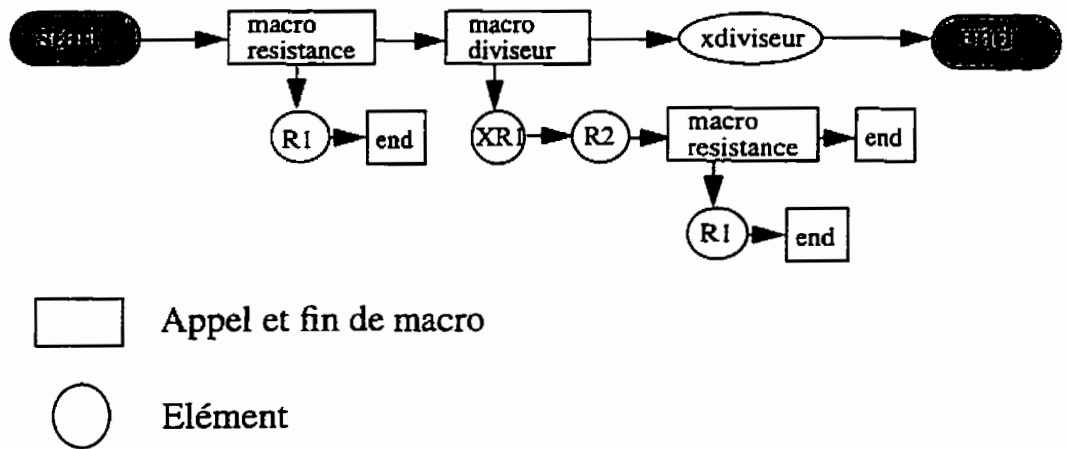 macro
resistance
macro
diviseur
xdiviseur
R1
end
XR1
R2
macro
resistance
end
R1
end
Appel et fin de macro
Elément